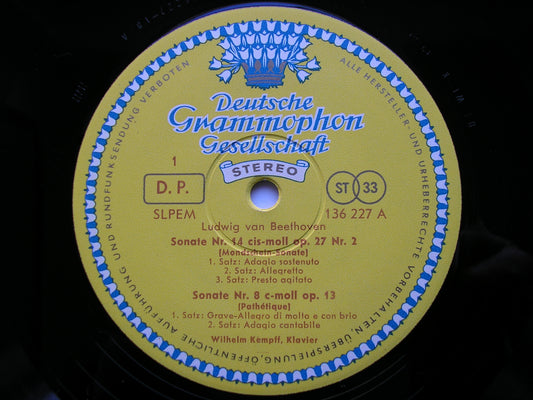 Deutsche
Grammophon
Gesellschaft
STEREO
1
D. P.
SLPEM
ST 33
136 227 A
Ludwig van Beethoven
Sonate Nr. 14 cis-moll op. 27 Nr. 2
(Mondschein-Sonate)
1. Satz: Adagio sostenuto
2. Satz: Allegretto
3. Satz: Presto agitato
Sonate Nr. 8 c-moll op. 13
(Pathétique)
1. Satz: Grave-Allegro di molto e con brio
2. Satz: Adagio cantabile
Wilhelm Kempff, Klavier
ALLE HERSTELLER- UND URHEBERRECHTE VORBEHALTEN, ÜBERSPIELUNG, ÖFFENTLICHE AUFFÜHRUNG UND RUNDFUNKSENDUNG VERBOTEN